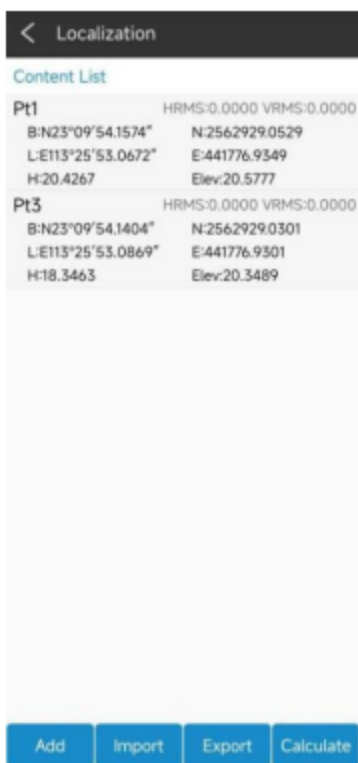 Localization
Content List
Pt1 HRMS:0.0000 VRMS:0.0000
B:N23°09'54.1574" N:2562929.0529
L:E113°25'53.0672" E:441776.9349
H:20.4267 Elev:20.5777
Pt3 HRMS:0.0000 VRMS:0.0000
B:N23°09'54.1404" N:2562929.0301
L:E113°25'53.0869" E:441776.9301
H:18.3463 Elev:20.3489
Add Import Export Calculate